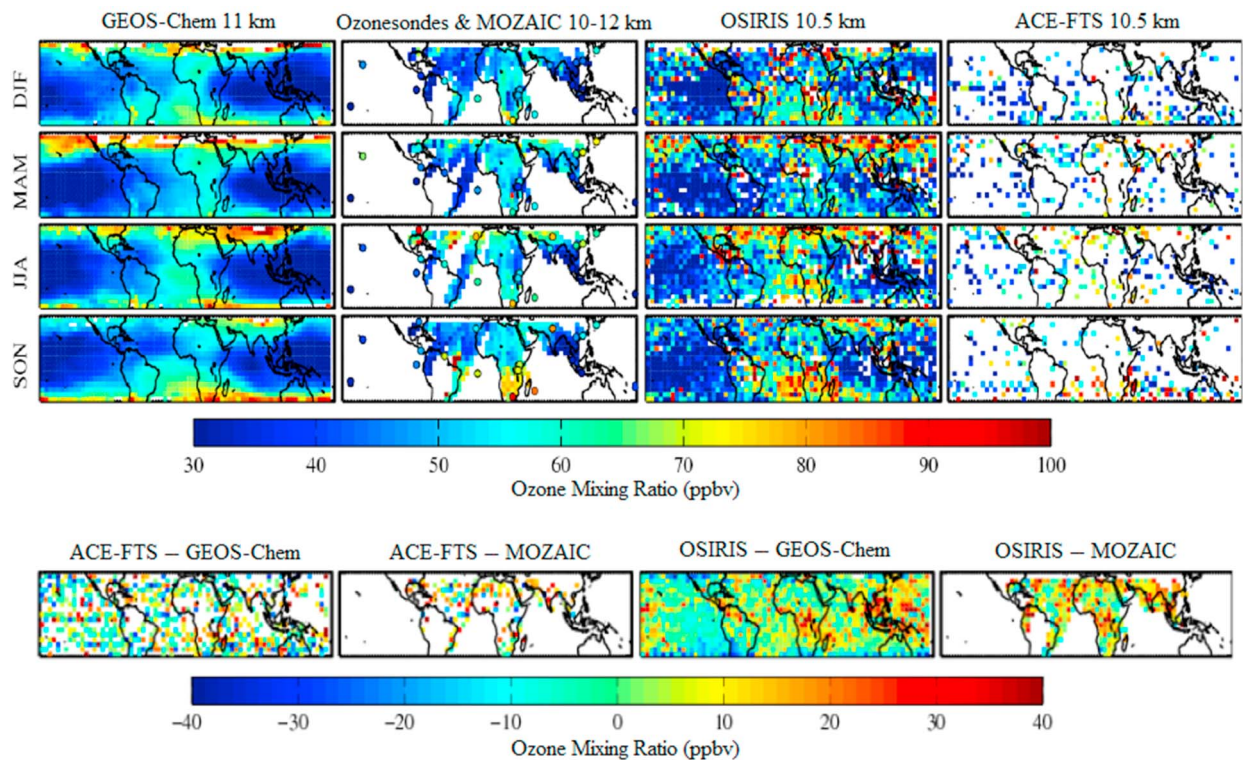 GEOS-Chem 11 km
Ozonesondes & MOZAIC 10-12 km
OSIRIS 10.5 km
ACE-FTS 10.5 km
DJF
MAM
JJA
SON
30 40 50 60 70 80 90 100
Ozone Mixing Ratio (ppbv)
ACE-FTS – GEOS-Chem
ACE-FTS – MOZAIC
OSIRIS – GEOS-Chem
OSIRIS – MOZAIC
−40 −30 −20 −10 0 10 20 30 40
Ozone Mixing Ratio (ppbv)